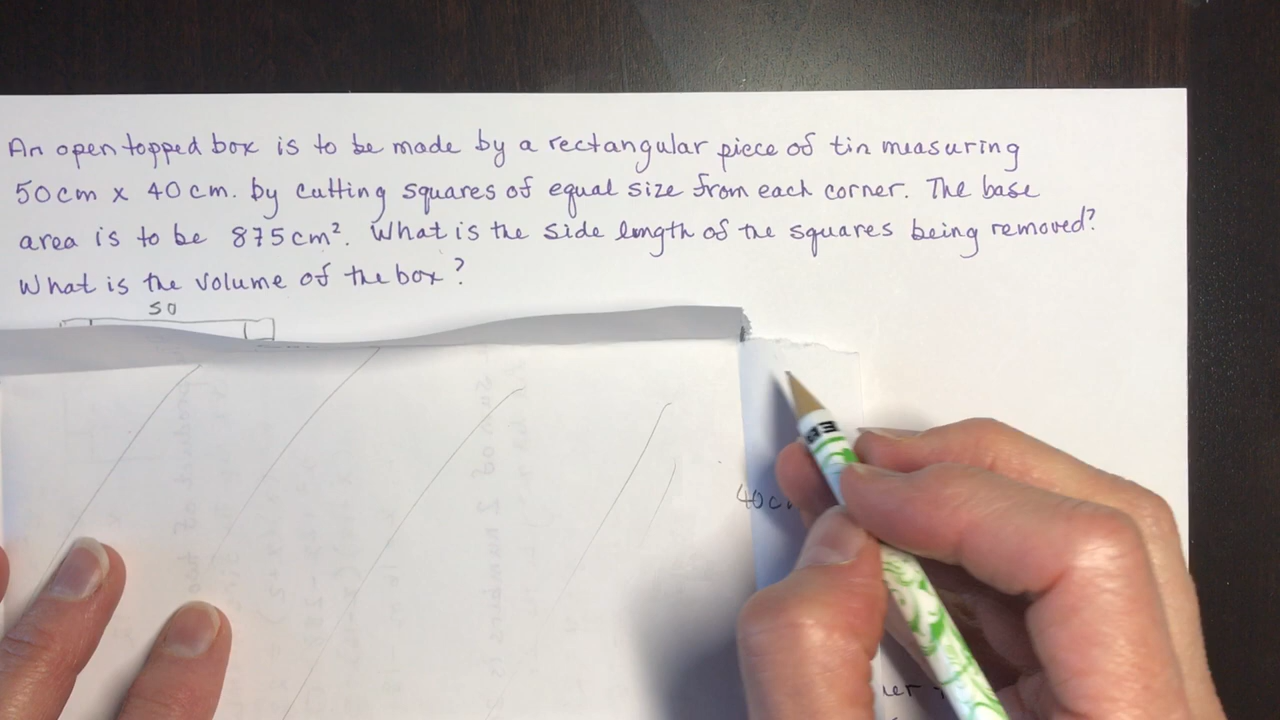 An open topped box is to be made by a rectangular piece of tin measuring
50cm x 40cm. by cutting squares of equal size from each corner. The base
area is to be 875cm². What is the side length of the squares being removed?
What is the volume of the box?
50